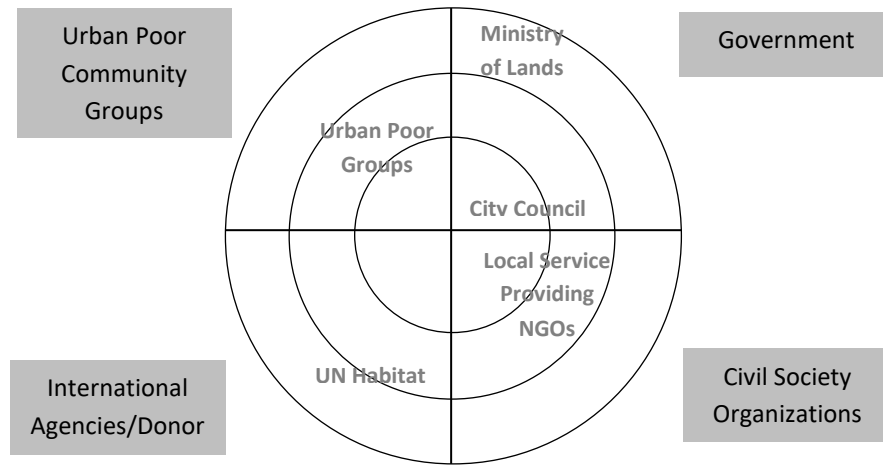 Urban Poor
Community
Groups
Ministry
of Lands
Government
Urban Poor
Groups
City Council
Local Service
Providing
NGOs
UN Habitat
International
Agencies/Donor
Civil Society
Organizations